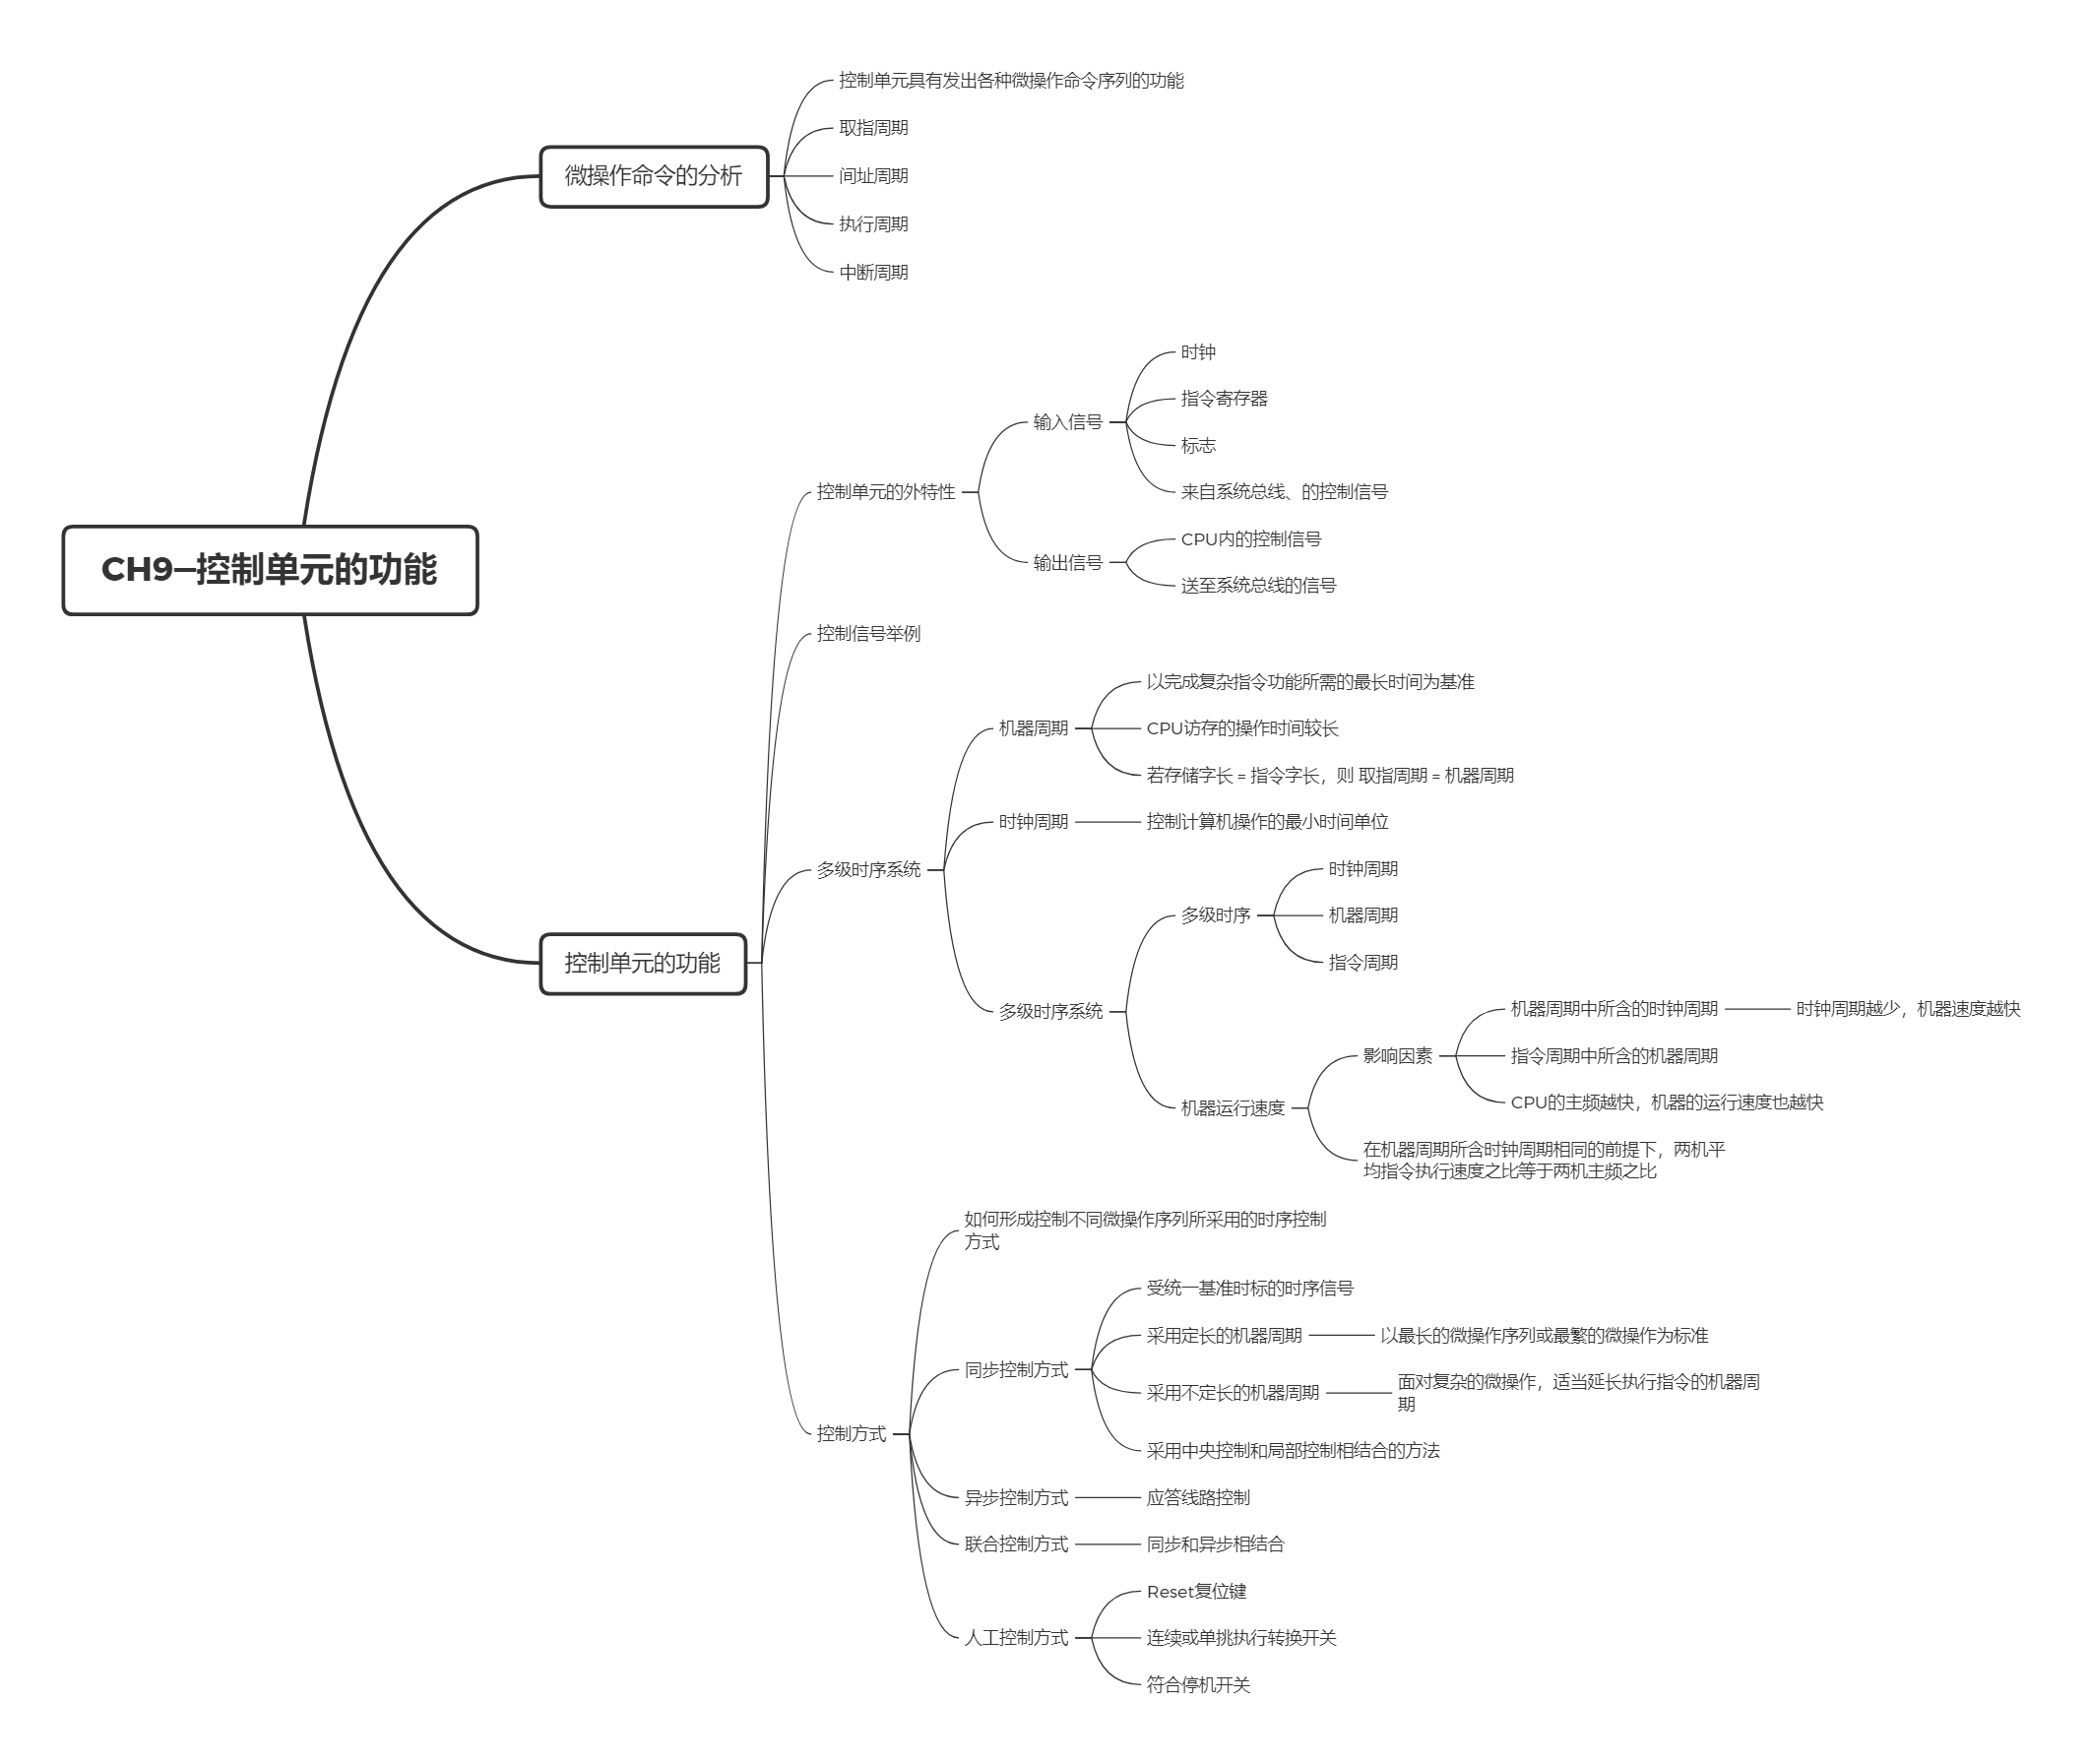 CH9—控制单元的功能
微操作命令的分析
控制单元具有发出各种微操作命令序列的功能
取指周期
间址周期
执行周期
中断周期
控制单元的功能
控制单元的外特性
输入信号
时钟
指令寄存器
标志
来自系统总线、的控制信号
输出信号
CPU内的控制信号
送至系统总线的信号
控制信号举例
多级时序系统
机器周期
以完成复杂指令功能所需的最长时间为基准
CPU访存的操作时间较长
若存储字长 = 指令字长，则 取指周期 = 机器周期
时钟周期
控制计算机操作的最小时间单位
多级时序系统
多级时序
时钟周期
机器周期
指令周期
机器运行速度
影响因素
机器周期中所含的时钟周期
时钟周期越少，机器速度越快
指令周期中所含的机器周期
CPU的主频越快，机器的运行速度也越快
在机器周期所含时钟周期相同的前提下，两机平
均指令执行速度之比等于两机主频之比
控制方式
如何形成控制不同微操作序列所采用的时序控制
方式
同步控制方式
受统一基准时标的时序信号
采用定长的机器周期
以最长的微操作序列或最繁的微操作为标准
采用不定长的机器周期
面对复杂的微操作，适当延长执行指令的机器周
期
采用中央控制和局部控制相结合的方法
异步控制方式
应答线路控制
联合控制方式
同步和异步相结合
人工控制方式
Reset复位键
连续或单挑执行转换开关
符合停机开关